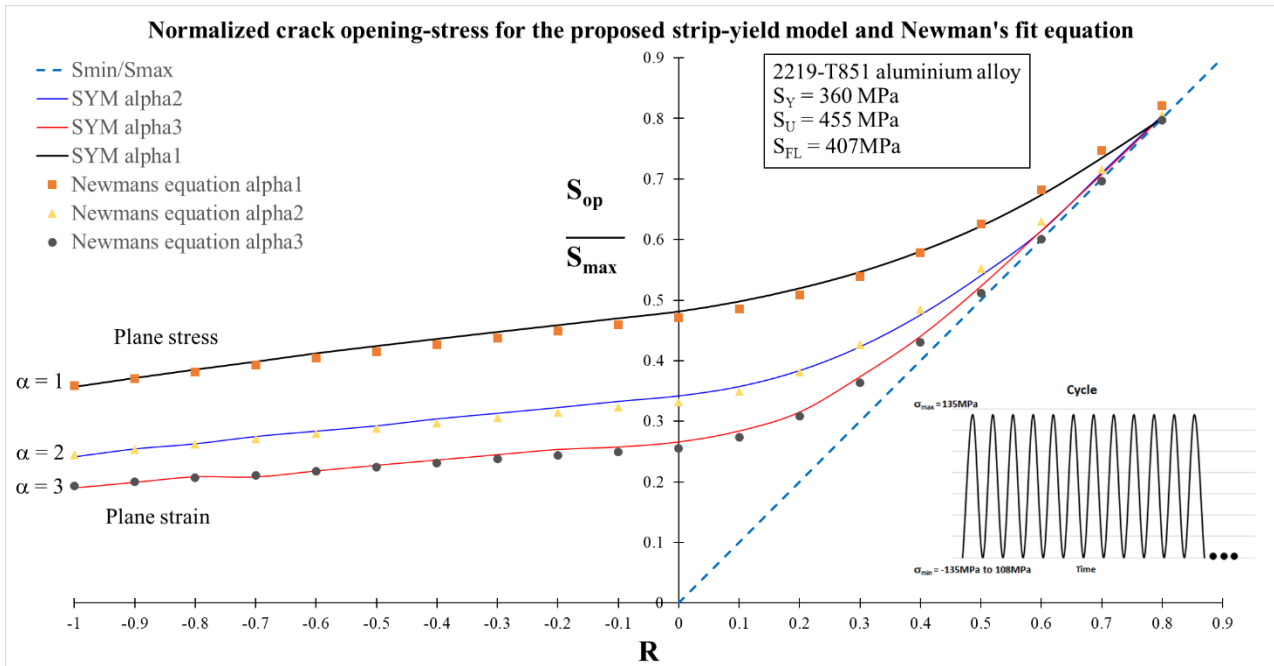 Normalized crack opening-stress for the proposed strip-yield model and Newman's fit equation
Smin/Smax
SYM alpha2
SYM alpha3
SYM alpha1
Newmans equation alpha1
Newmans equation alpha2
Newmans equation alpha3
2219-T851 aluminium alloy
S_Y = 360 MPa
S_U = 455 MPa
S_FL = 407MPa
S_op
S_max
0.9
0.8
0.7
0.6
0.5
0.4
0.3
0.2
0.1
0
Plane stress
α = 1
α = 2
α = 3
Plane strain
Cycle
σmax = 135MPa
σmin = -135MPa to 108MPa
Time
-1 -0.9 -0.8 -0.7 -0.6 -0.5 -0.4 -0.3 -0.2 -0.1 0 0.1 0.2 0.3 0.4 0.5 0.6 0.7 0.8 0.9
R